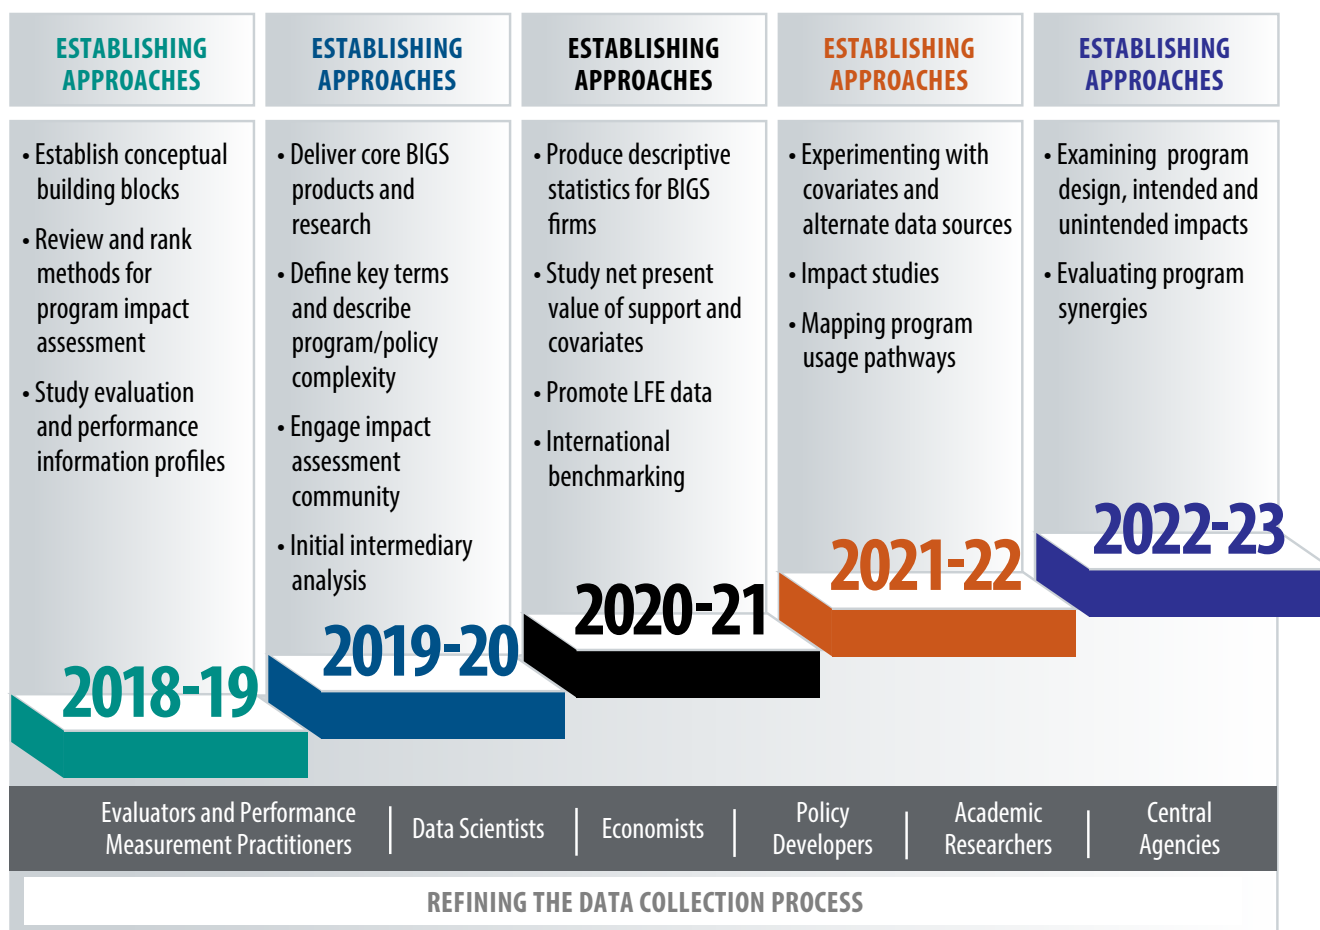 ESTABLISHING
APPROACHES
• Establish conceptual
building blocks
• Review and rank
methods for
program impact
assessment
• Study evaluation
and performance
information profiles
2018-19
ESTABLISHING
APPROACHES
• Deliver core BIGS
products and
research
• Define key terms
and describe
program/policy
complexity
• Engage impact
assessment
community
• Initial intermediary
analysis
2019-20
ESTABLISHING
APPROACHES
• Produce descriptive
statistics for BIGS
firms
• Study net present
value of support and
covariates
• Promote LFE data
• International
benchmarking
2020-21
ESTABLISHING
APPROACHES
• Experimenting with
covariates and
alternate data sources
• Impact studies
• Mapping program
usage pathways
2021-22
ESTABLISHING
APPROACHES
• Examining program
design, intended and
unintended impacts
• Evaluating program
synergies
2022-23
Evaluators and Performance
Measurement Practitioners
Data Scientists
Economists
Policy
Developers
Academic
Researchers
Central
Agencies
REFINING THE DATA COLLECTION PROCESS